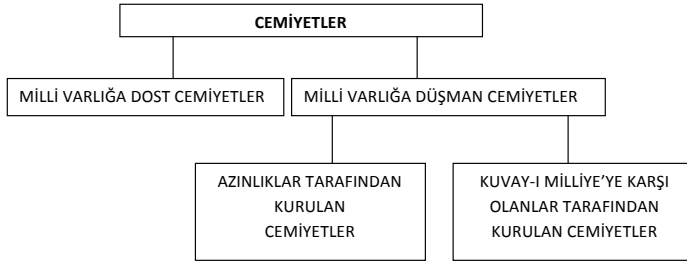 CEMİYETLER
MİLLİ VARLIĞA DOST CEMİYETLER
MİLLİ VARLIĞA DÜŞMAN CEMİYETLER
AZINLIKLAR TARAFINDAN
KURULAN
CEMİYETLER
KUVAY-I MİLLİYE'YE KARŞI
OLANLAR TARAFINDAN
KURULAN CEMİYETLER